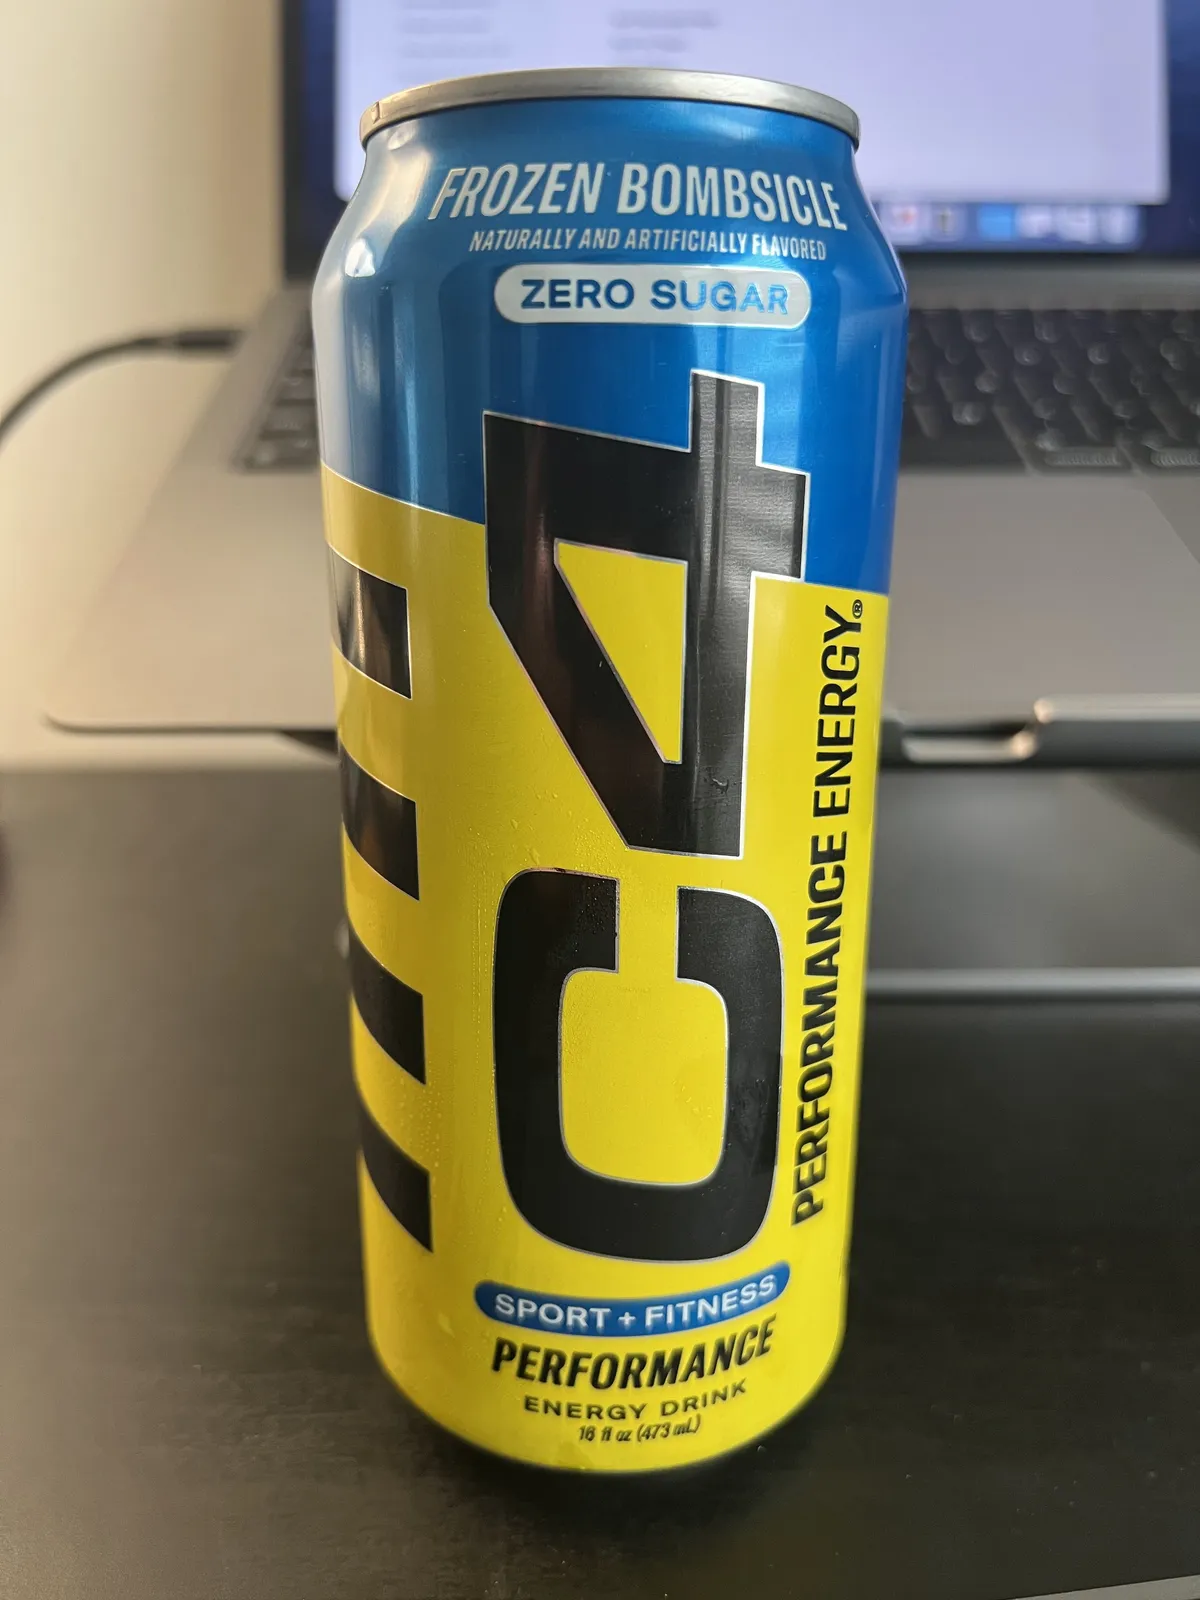 FROZEN BOMBSICLE
NATURALLY AND ARTIFICIALLY FLAVORED
ZERO SUGAR
C4
PERFORMANCE ENERGY®
SPORT + FITNESS
PERFORMANCE
ENERGY DRINK
16 fl oz (473 mL)